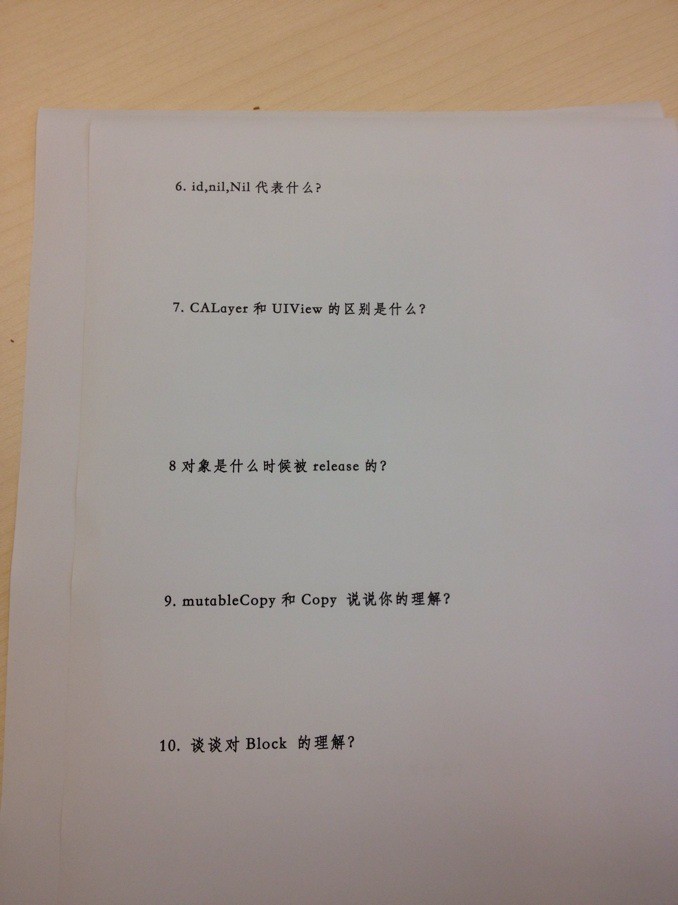 6. id,nil,Nil 代表什么?
7. CALayer 和 UIView 的区别是什么?
8 对象是什么时候被 release 的?
9. mutableCopy 和 Copy 说说你的理解?
10. 谈谈对 Block 的理解?